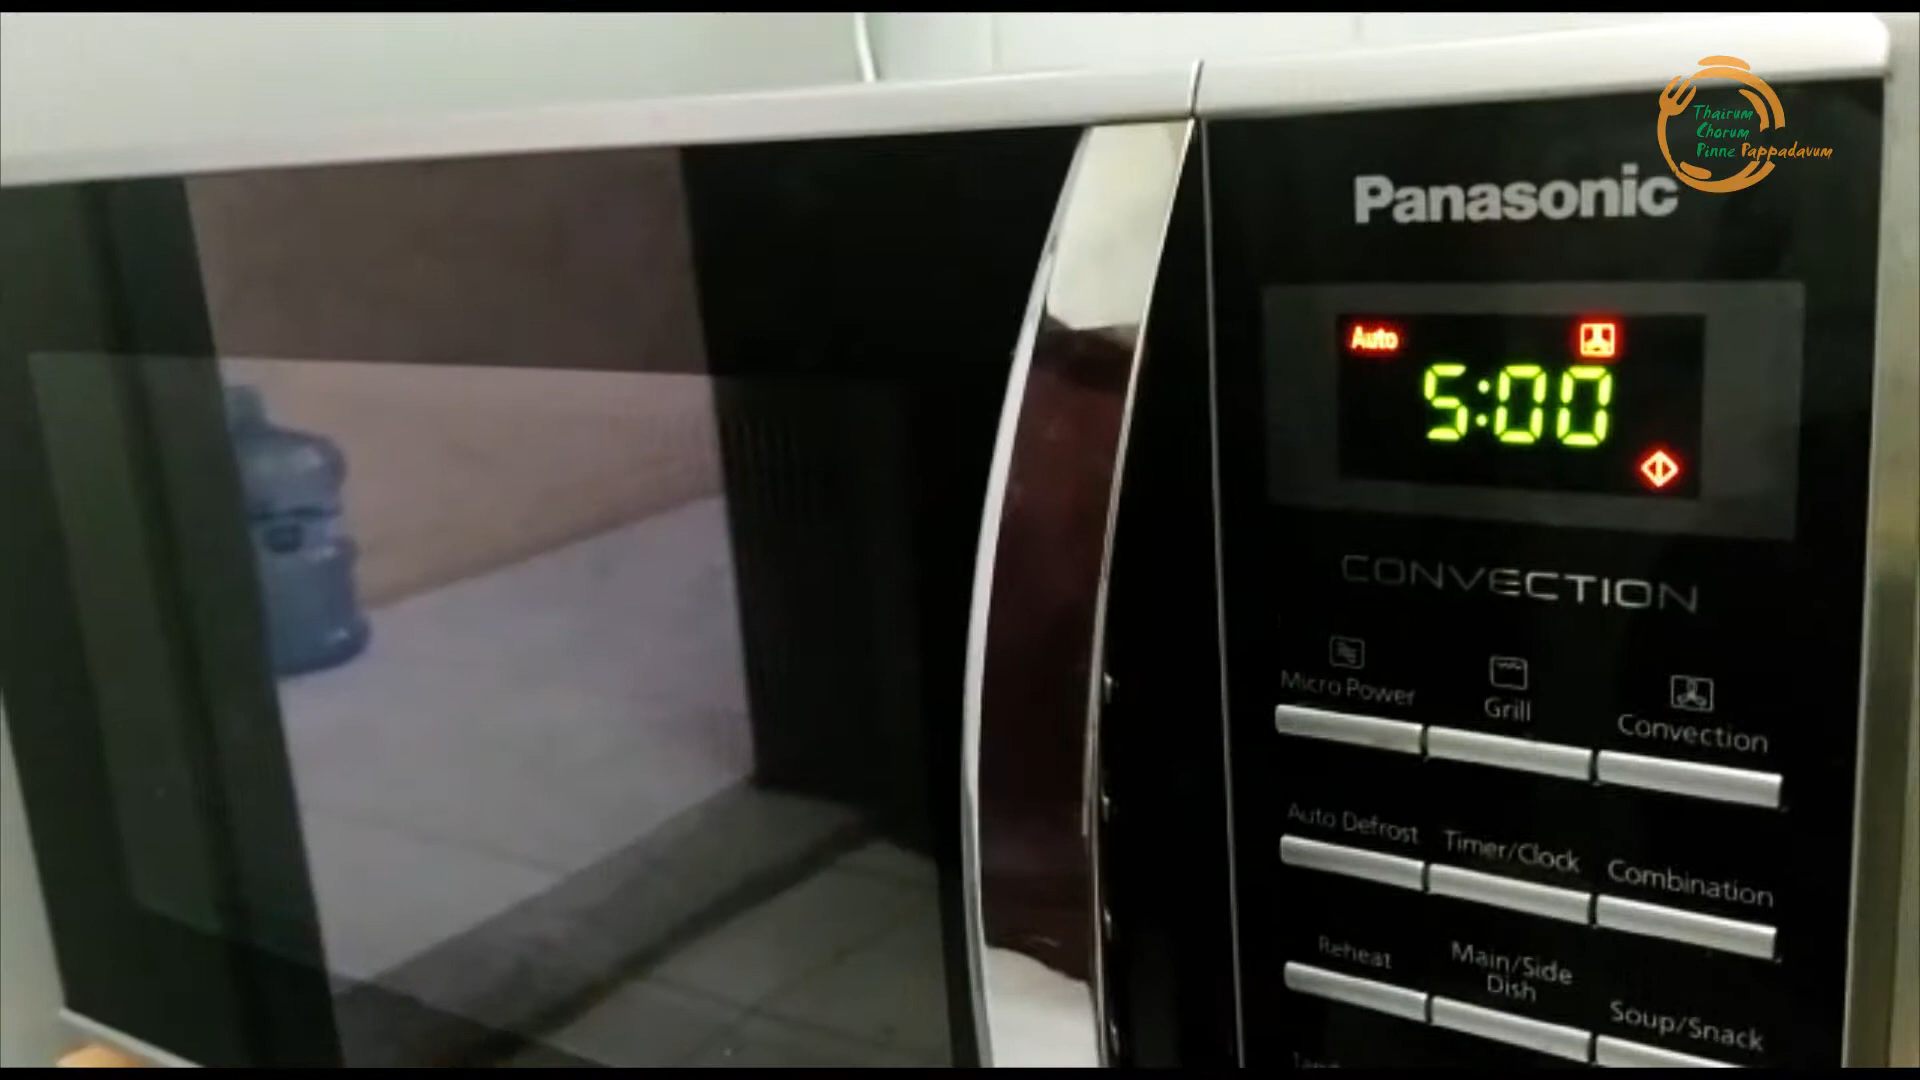 Thairum
Chorum
Pinne Pappadavum
Panasonic
Auto
5:00
CONVECTION
Micro Power
Grill
Convection
Auto Defrost
Timer/Clock
Combination
Reheat
Main/Side
Dish
Soup/Snack